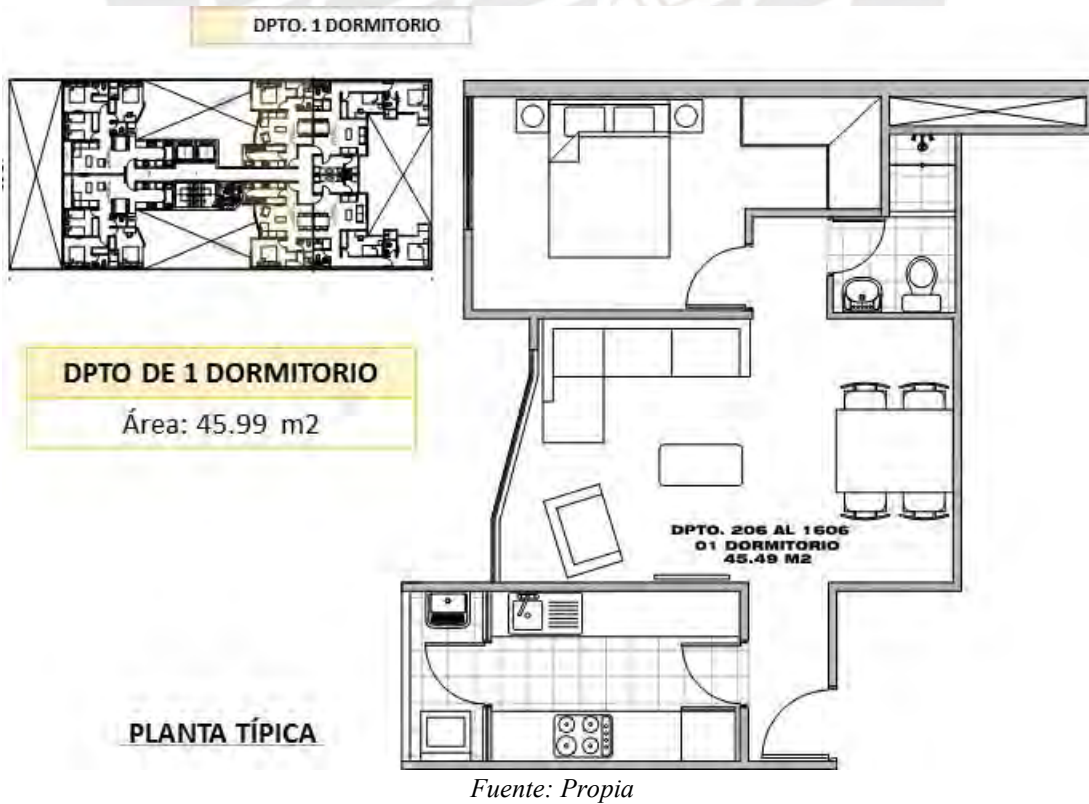 DPTO. 1 DORMITORIO
DPTO DE 1 DORMITORIO
Área: 45.99 m2
DPTO. 206 AL 1606
01 DORMITORIO
45.49 M2
PLANTA TÍPICA
Fuente: Propia